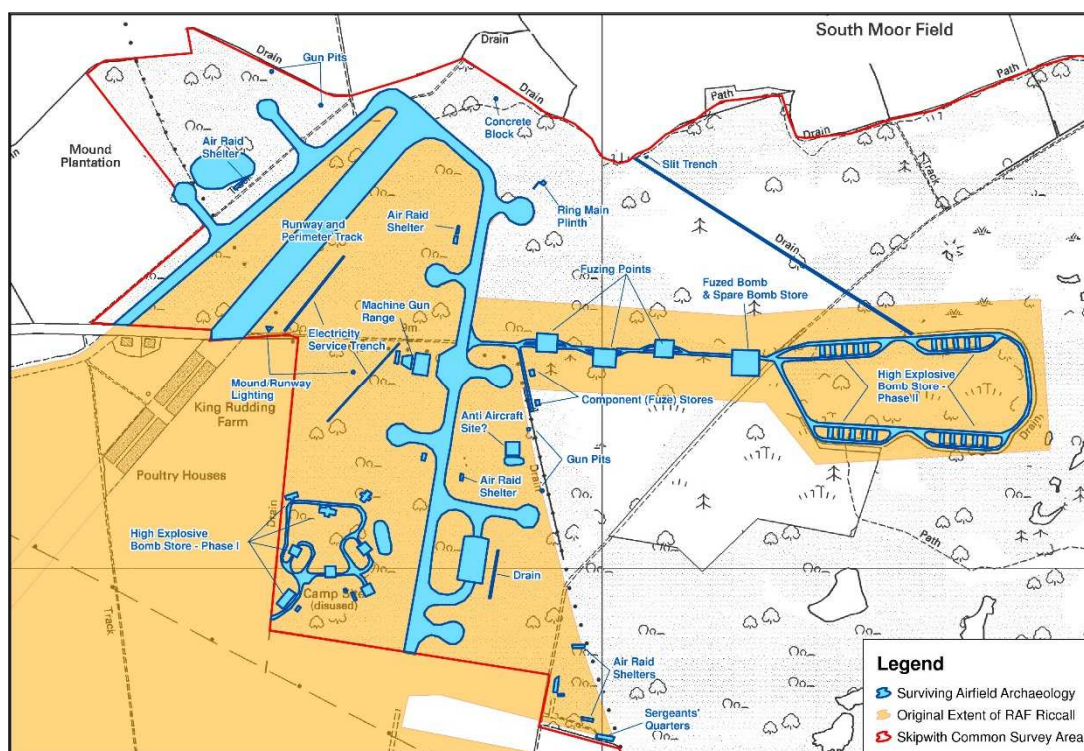 South Moor Field
Drain
Drain
Gun Pits
Drain
Path
Path
Concrete
Block
Drain
Air Raid
Shelter
Mound
Plantation
Slit Trench
Track
Ring Main
Plinth
Runway and
Perimeter Track
Air Raid
Shelter
Drain
Fuzing Points
Fuzed Bomb
& Spare Bomb Store
Machine Gun
Range
9m
Electricity
Service Trench
Mound/Runway
Lighting
High Explosive
Bomb Store -
Phase II
Component (Fuze) Stores
King Rudding
Farm
Anti Aircraft
Site?
Drain
Gun Pits
Drain
Poultry Houses
Air Raid
Shelter
Drain
High Explosive
Bomb Store - Phase I
Path
Drain
Camp Site
(disused)
Track
Air Raid
Shelters
Sergeants'
Quarters
Legend
Surviving Airfield Archaeology
Original Extent of RAF Riccall
Skipwith Common Survey Area